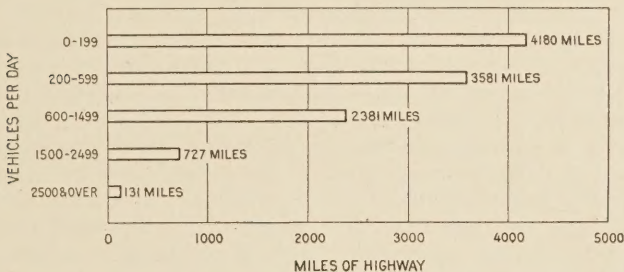 VEHICLES PER DAY
0-199
4180 MILES
200-599
3581 MILES
600-1499
2381 MILES
1500-2499
727 MILES
2500&OVER
131 MILES
0 1000 2000 3000 4000 5000
MILES OF HIGHWAY